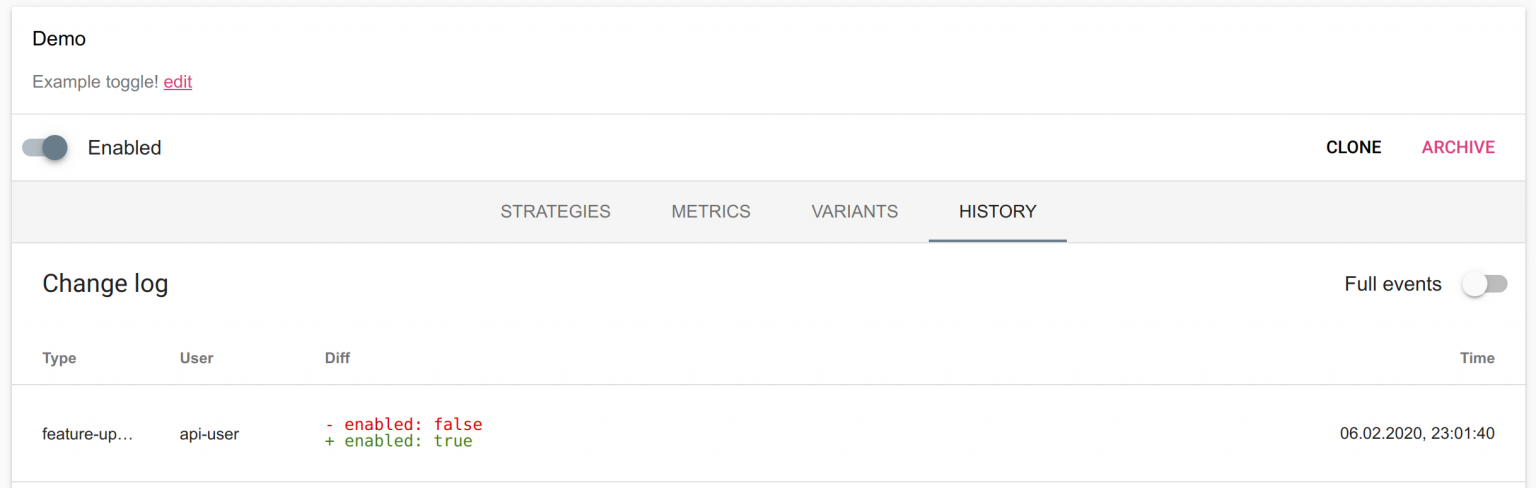 Demo
Example toggle! edit
Enabled CLONE ARCHIVE
STRATEGIES METRICS VARIANTS HISTORY
Change log Full events
Type User Diff Time
- enabled: false
feature-up... api-user 06.02.2020, 23:01:40
+ enabled: true